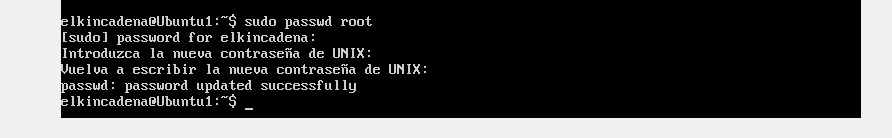 elkincadena@Ubuntu1:~$ sudo passwd root
[sudo] password for elkincadena:
Introduzca la nueva contraseña de UNIX:
Vuelva a escribir la nueva contraseña de UNIX:
passwd: password updated successfully
elkincadena@Ubuntu1:~$ _